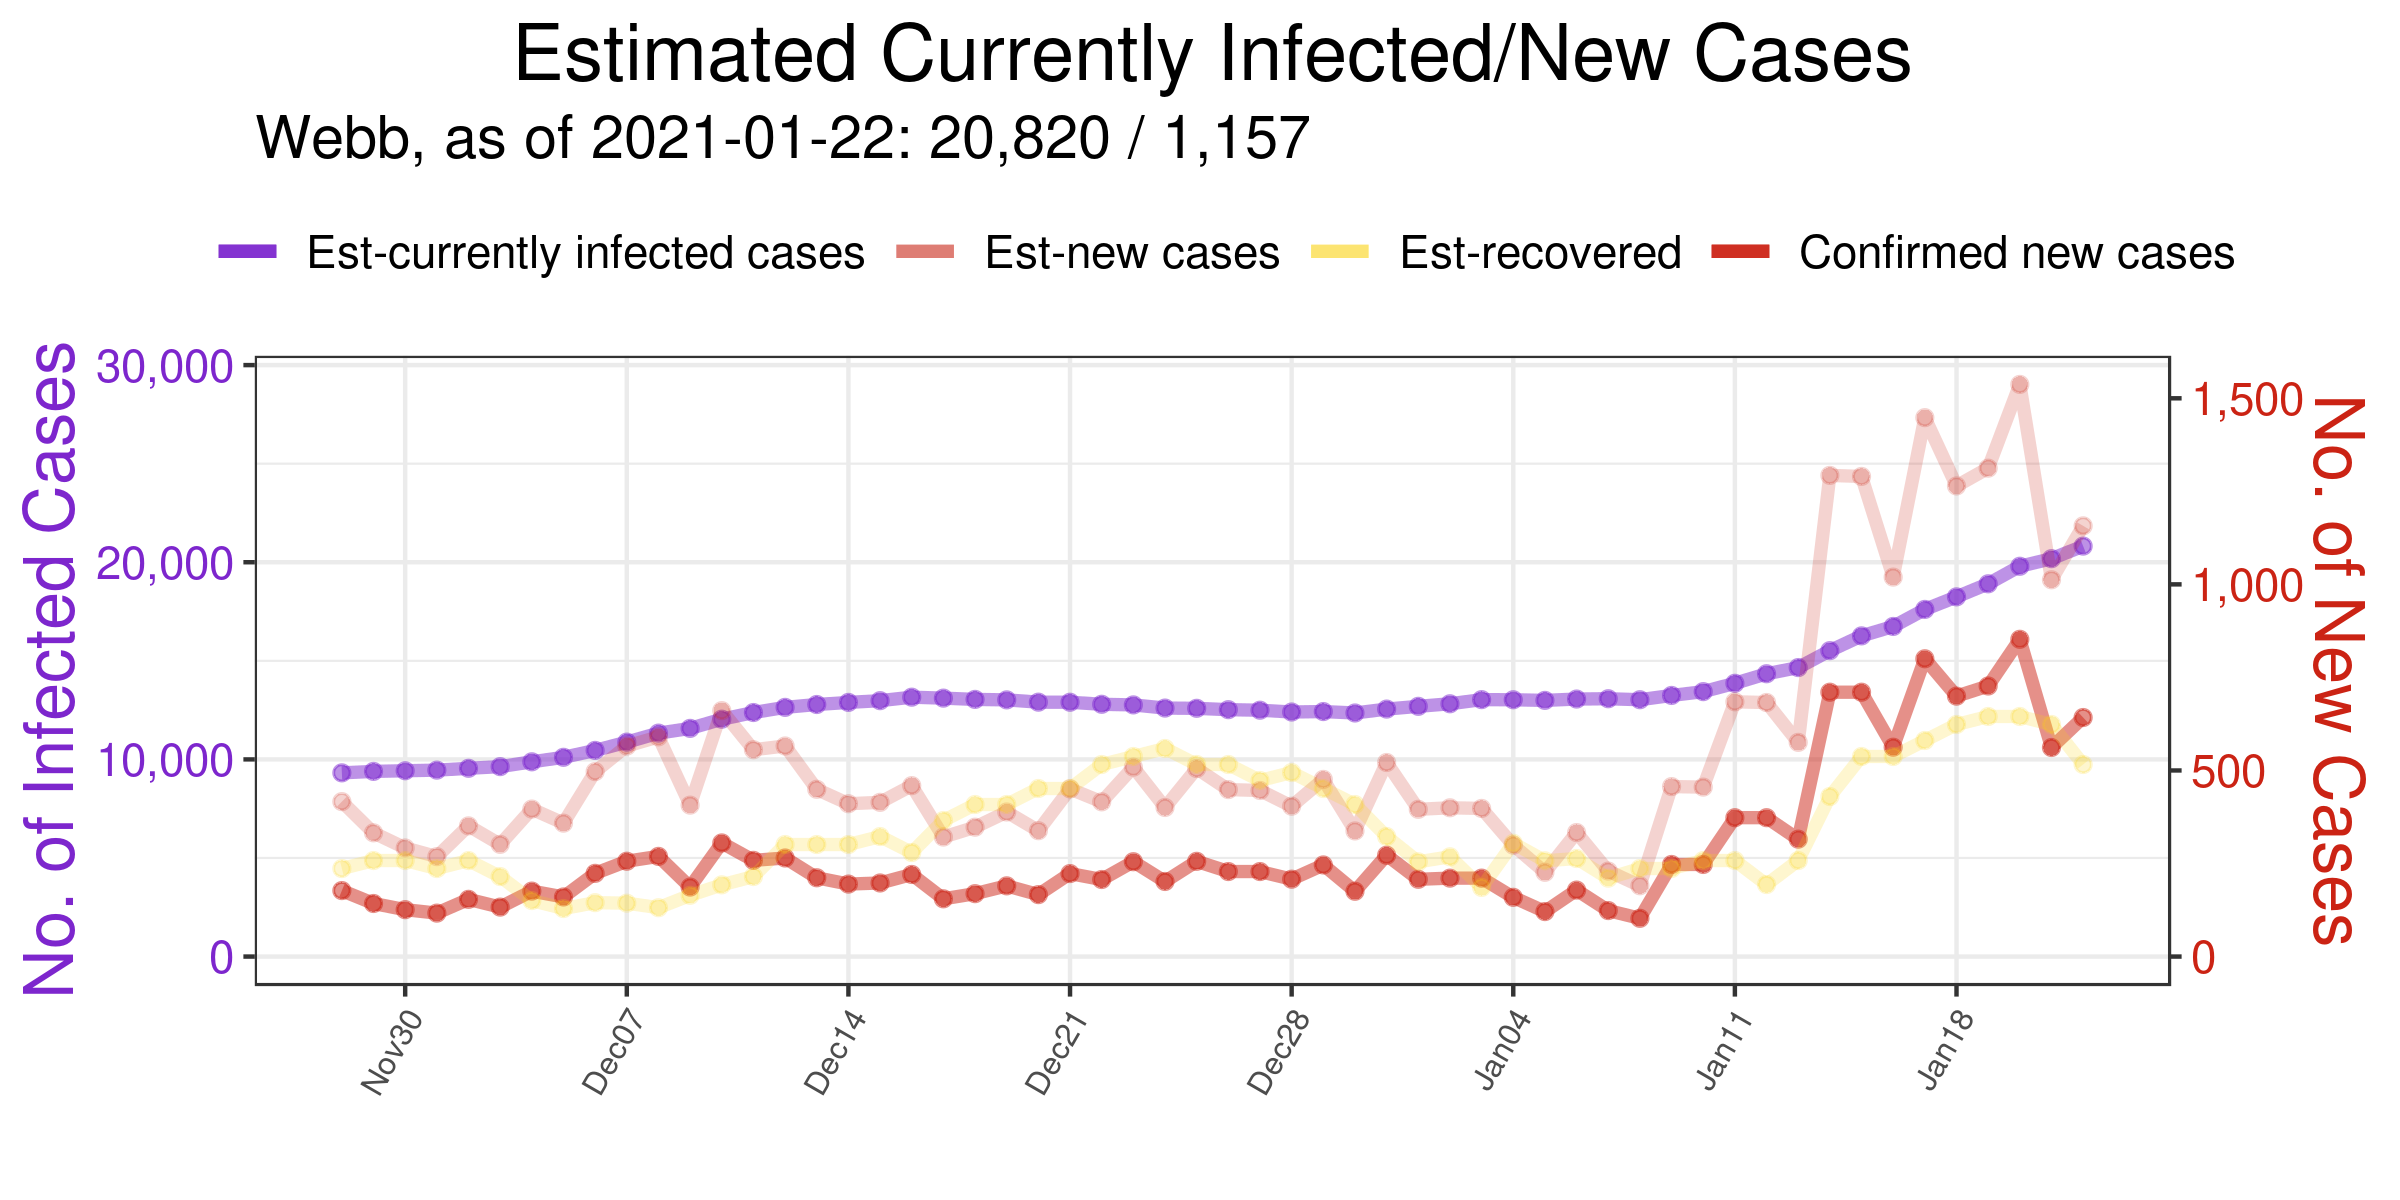 Estimated Currently Infected/New Cases
Webb, as of 2021-01-22: 20,820 / 1,157
Est-currently infected cases Est-new cases Est-recovered Confirmed new cases
No. of Infected Cases
30,000
20,000
10,000
0
1,500
1,000
500
0
No. of New Cases
Nov30 Dec07 Dec14 Dec21 Dec28 Jan04 Jan11 Jan18